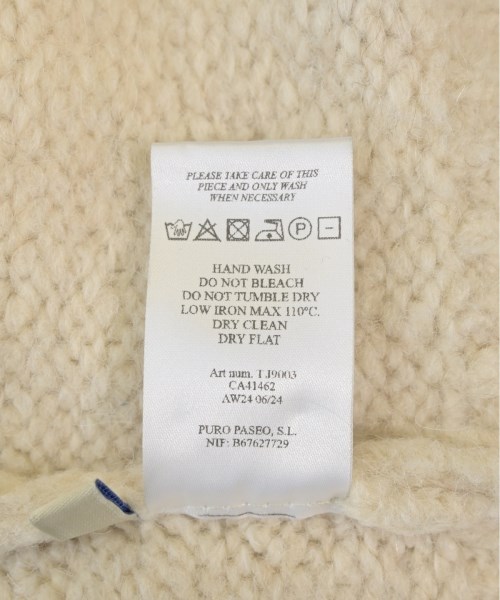 PLEASE TAKE CARE OF THIS
PIECE AND ONLY WASH
WHEN NECESSARY
P
HAND WASH
DO NOT BLEACH
DO NOT TUMBLE DRY
LOW IRON MAX 110°C.
DRY CLEAN
DRY FLAT
Art num. TJ9003
CA41462
AW24 06/24
PURO PASEO, S.L.
NIF: B67627729